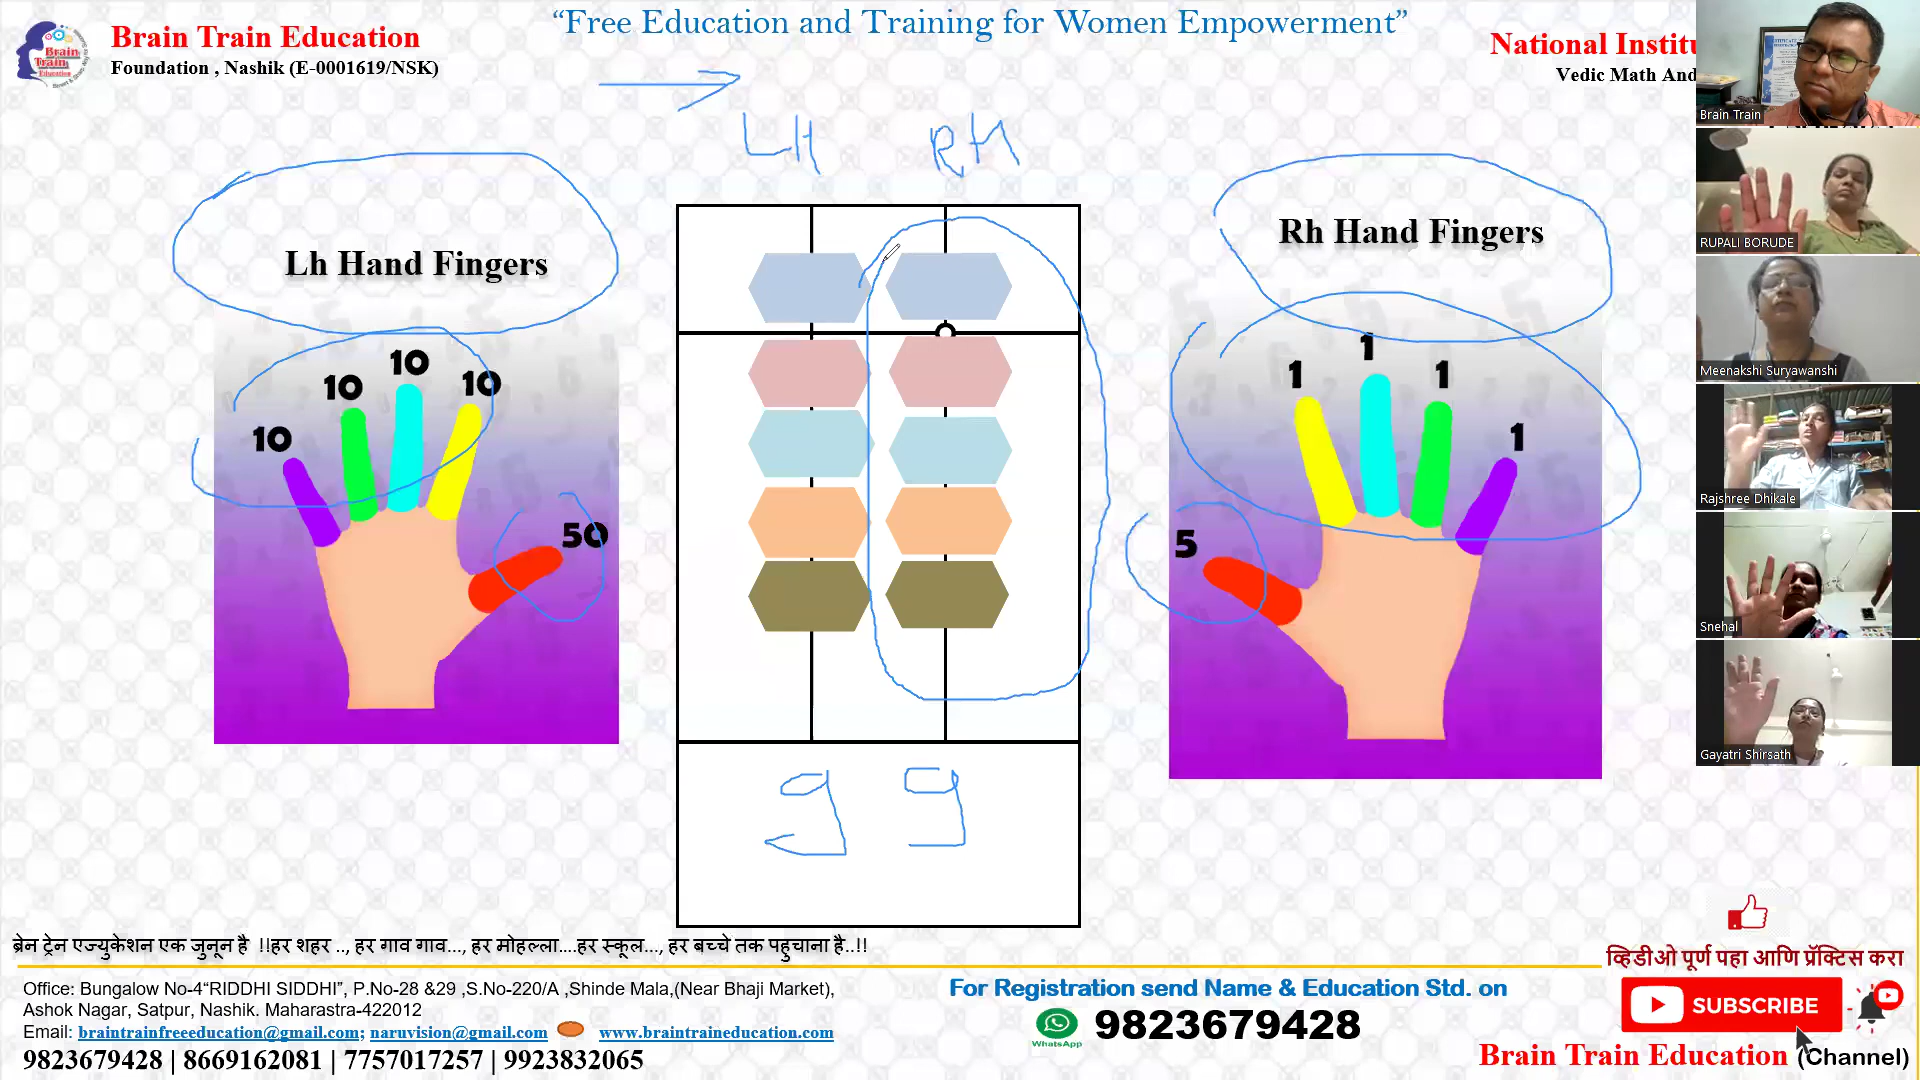 “Free Education and Training for Women Empowerment”
Brain Train Education
Foundation , Nashik (E-0001619/NSK)
Brain
Train
Education
National Institu
Vedic Math And
LH RH
Lh Hand Fingers
Rh Hand Fingers
10 10 10 10 50
5 1 1 1 1
9 9
Brain Train
RUPALI BORUDE
Meenakshi Suryawanshi
Rajshree Dhikale
Snehal
Gayatri Shirsath
ब्रेन ट्रेन एज्युकेशन एक जुनून है !!हर शहर .., हर गाव गाव..., हर मोहल्ला....हर स्कूल..., हर बच्चे तक पहुचाना है..!!
व्हिडीओ पूर्ण पहा आणि प्रॅक्टिस करा
Office: Bungalow No-4“RIDDHI SIDDHI”, P.No-28 &29 ,S.No-220/A ,Shinde Mala,(Near Bhaji Market),
Ashok Nagar, Satpur, Nashik. Maharastra-422012
Email: braintrainfreeeducation@gmail.com; naruvision@gmail.com www.braintraineducation.com
9823679428 | 8669162081 | 7757017257 | 9923832065
For Registration send Name & Education Std. on
WhatsApp
9823679428
SUBSCRIBE
Brain Train Education (Channel)